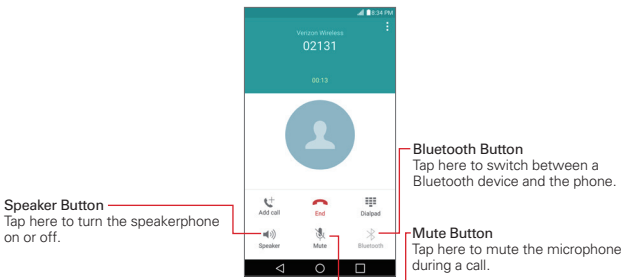 8:34 PM
Verizon Wireless
02131
00:13
Add call
End
Dialpad
Speaker
Mute
Bluetooth
Speaker Button
Tap here to turn the speakerphone
on or off.
Bluetooth Button
Tap here to switch between a
Bluetooth device and the phone.
Mute Button
Tap here to mute the microphone
during a call.